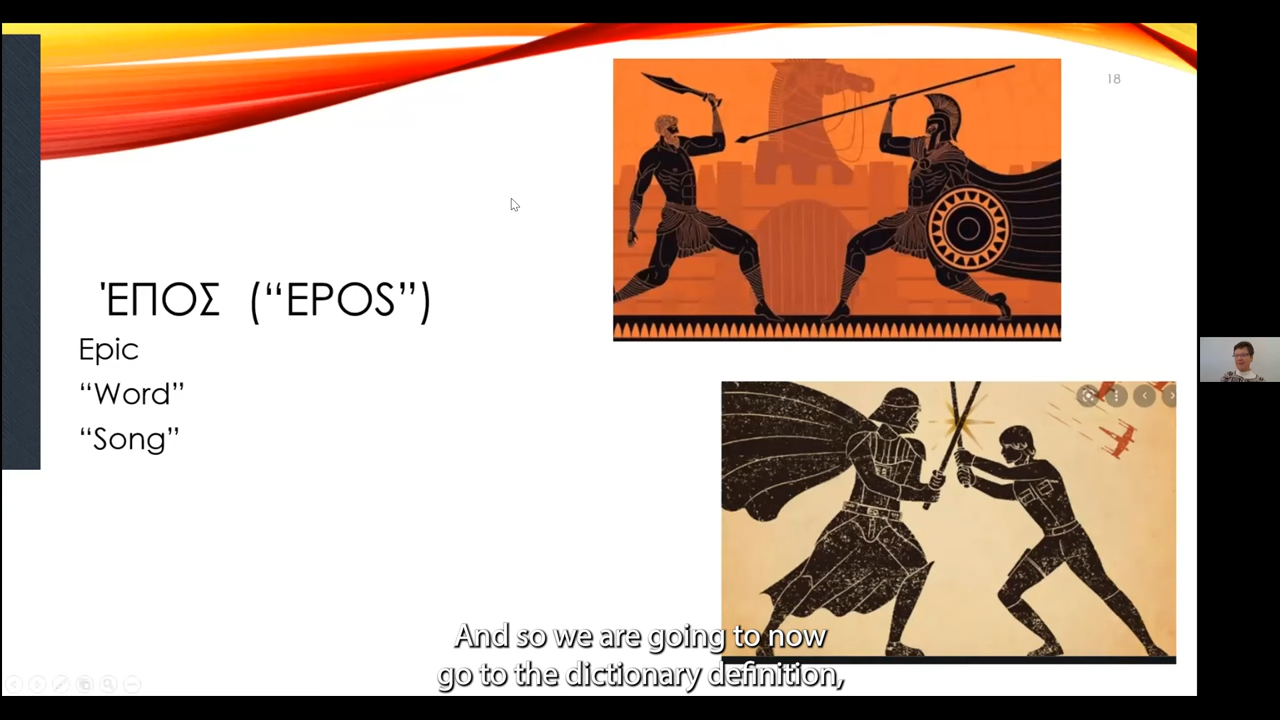 18
ΈΠΟΣ (“EPOS”)
Epic
“Word”
“Song”
And so we are going to now
go to the dictionary definition,